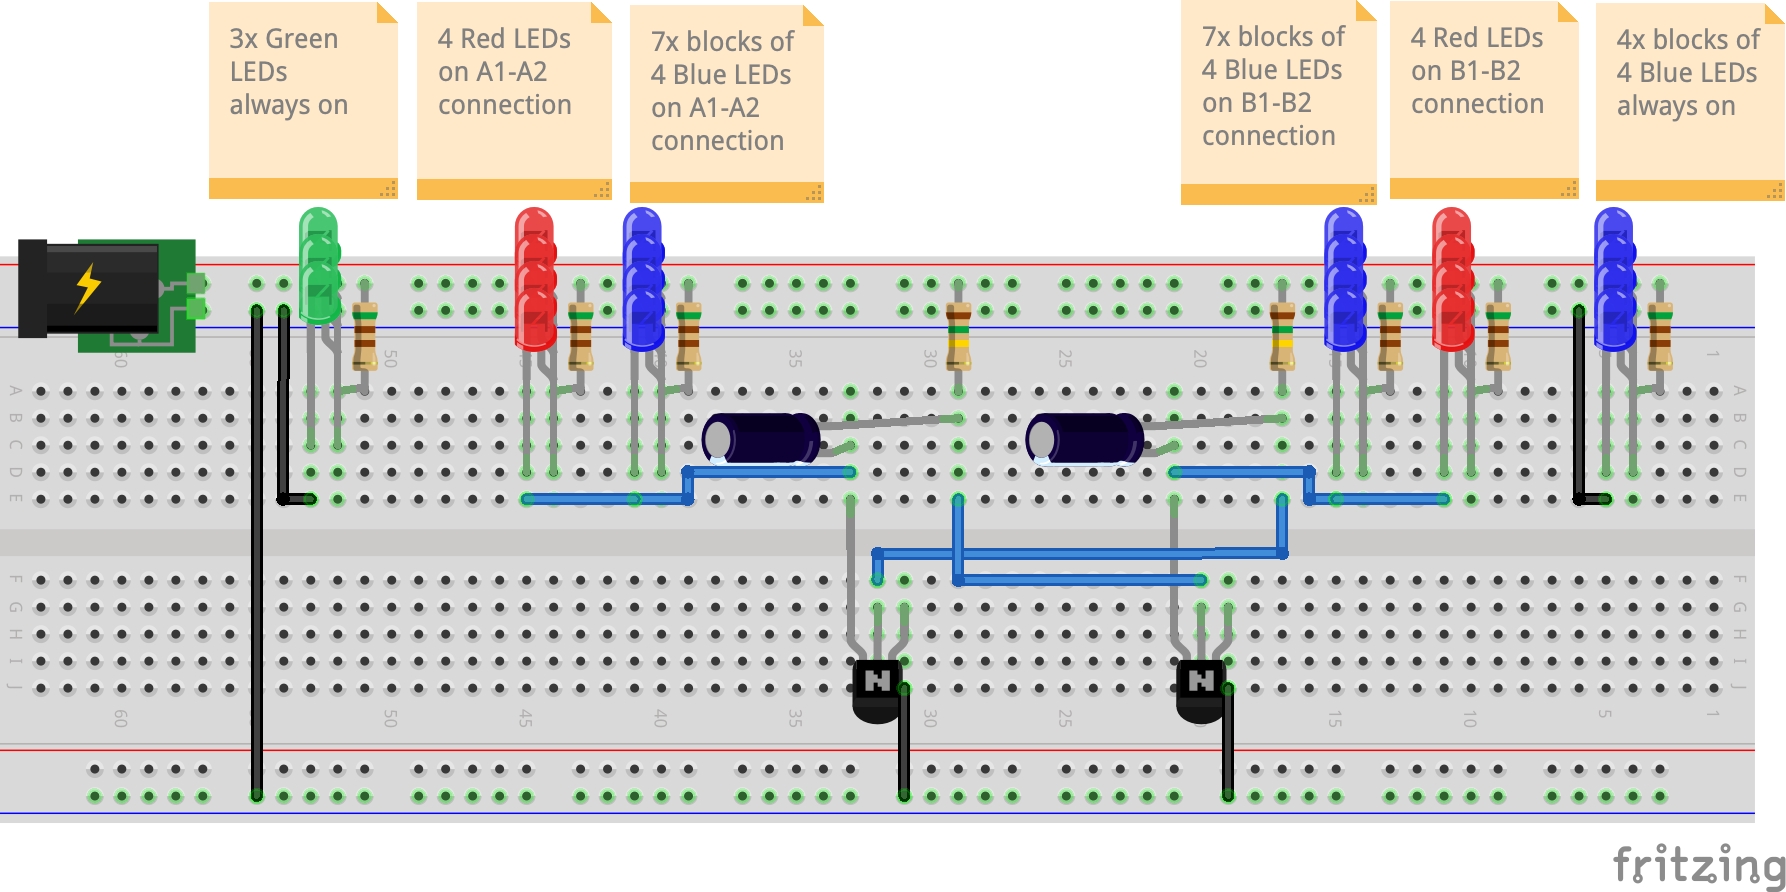 3x Green
LEDs
always on
4 Red LEDs
on A1-A2
connection
7x blocks of
4 Blue LEDs
on A1-A2
connection
7x blocks of
4 Blue LEDs
on B1-B2
connection
4 Red LEDs
on B1-B2
connection
4x blocks of
4 Blue LEDs
always on
60 50 35 30 25 20 1
A A
B B
C C
D D
E E
F F
G G
H H
I I
J J
60 50 45 40 35 30 25 15 10 5 1
N N
fritzing